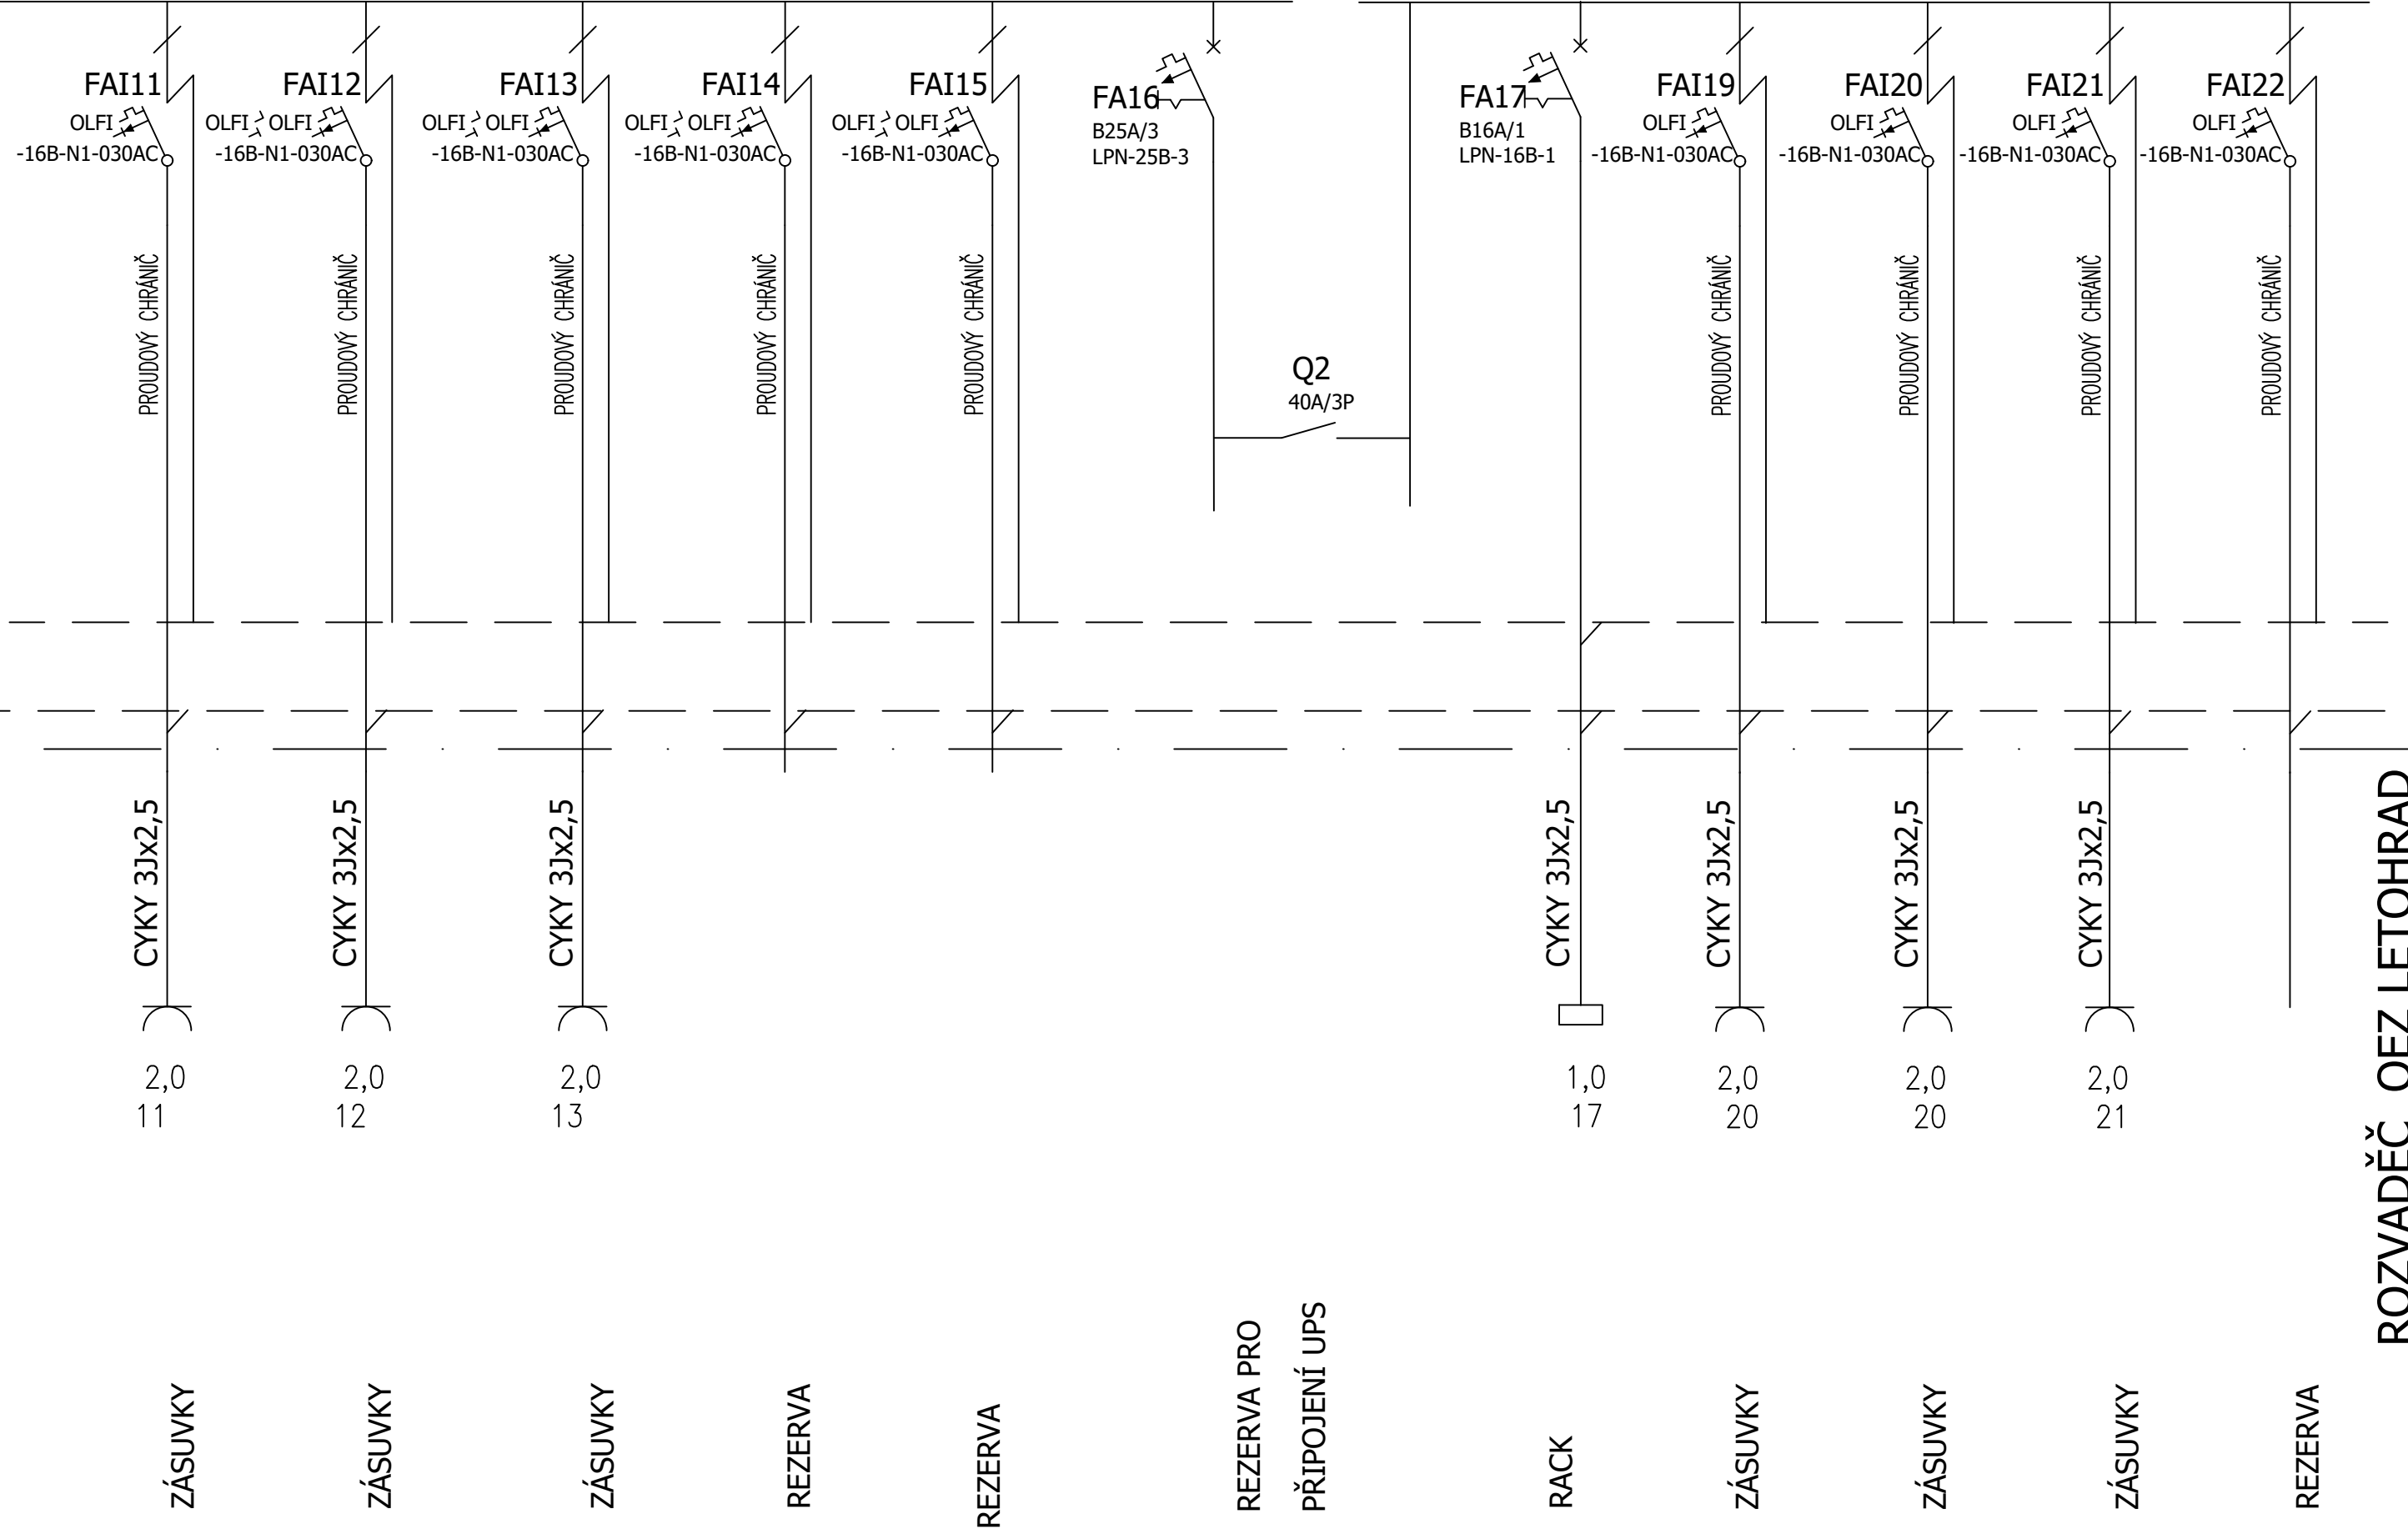 FAI11
OLFI
-16B-N1-030AC
PROUDOVÝ CHRÁNIČ
CYKY 3Jx2,5
2,0
11
ZÁSUVKY
FAI12
OLFI OLFI
-16B-N1-030AC
PROUDOVÝ CHRÁNIČ
CYKY 3Jx2,5
2,0
12
ZÁSUVKY
FAI13
OLFI OLFI
-16B-N1-030AC
PROUDOVÝ CHRÁNIČ
CYKY 3Jx2,5
2,0
13
ZÁSUVKY
FAI14
OLFI OLFI
-16B-N1-030AC
PROUDOVÝ CHRÁNIČ
REZERVA
FAI15
OLFI OLFI
-16B-N1-030AC
PROUDOVÝ CHRÁNIČ
REZERVA
FA16
B25A/3
LPN-25B-3
Q2
40A/3P
REZERVA PRO
PŘIPOJENÍ UPS
FA17
B16A/1
LPN-16B-1
CYKY 3Jx2,5
1,0
17
RACK
FAI19
OLFI
-16B-N1-030AC
PROUDOVÝ CHRÁNIČ
CYKY 3Jx2,5
2,0
20
ZÁSUVKY
FAI20
OLFI
-16B-N1-030AC
PROUDOVÝ CHRÁNIČ
CYKY 3Jx2,5
2,0
20
ZÁSUVKY
FAI21
OLFI
-16B-N1-030AC
PROUDOVÝ CHRÁNIČ
CYKY 3Jx2,5
2,0
21
ZÁSUVKY
FAI22
OLFI
-16B-N1-030AC
PROUDOVÝ CHRÁNIČ
REZERVA
ROZVADĚČ OEZ LETOHRAD